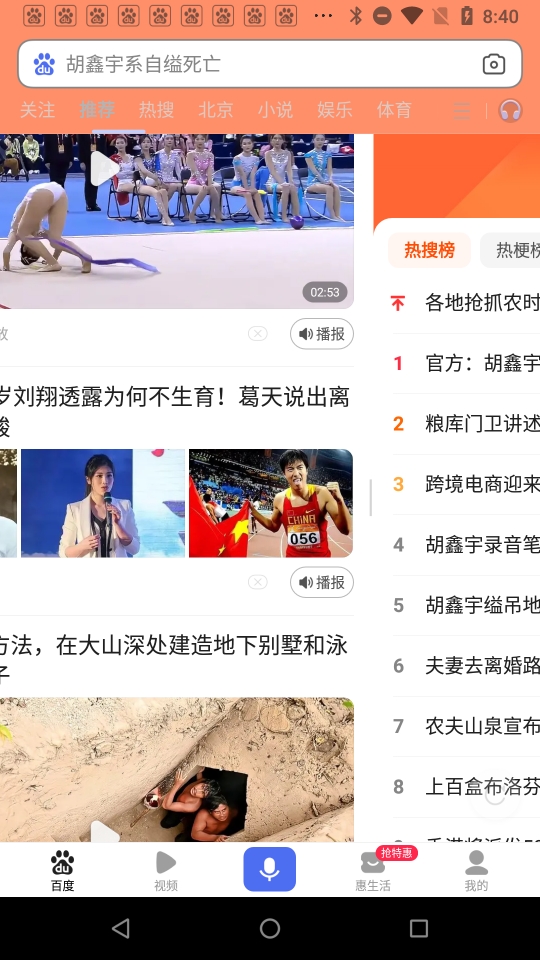 8:40
du
胡鑫宇系自缢死亡
关注 推荐 热搜 北京 小说 娱乐 体育
02:53
播报
岁刘翔透露为何不生育！葛天说出离
酸
CHINA
056
播报
方法，在大山深处建造地下别墅和泳
子
热搜榜 热梗榜
各地抢抓农时
1 官方：胡鑫宇
2 粮库门卫讲述
3 跨境电商迎来
4 胡鑫宇录音笔
5 胡鑫宇缢吊地
6 夫妻去离婚路
7 农夫山泉宣布
8 上百盒布洛芬
抢特惠
du
百度 视频 惠生活 我的